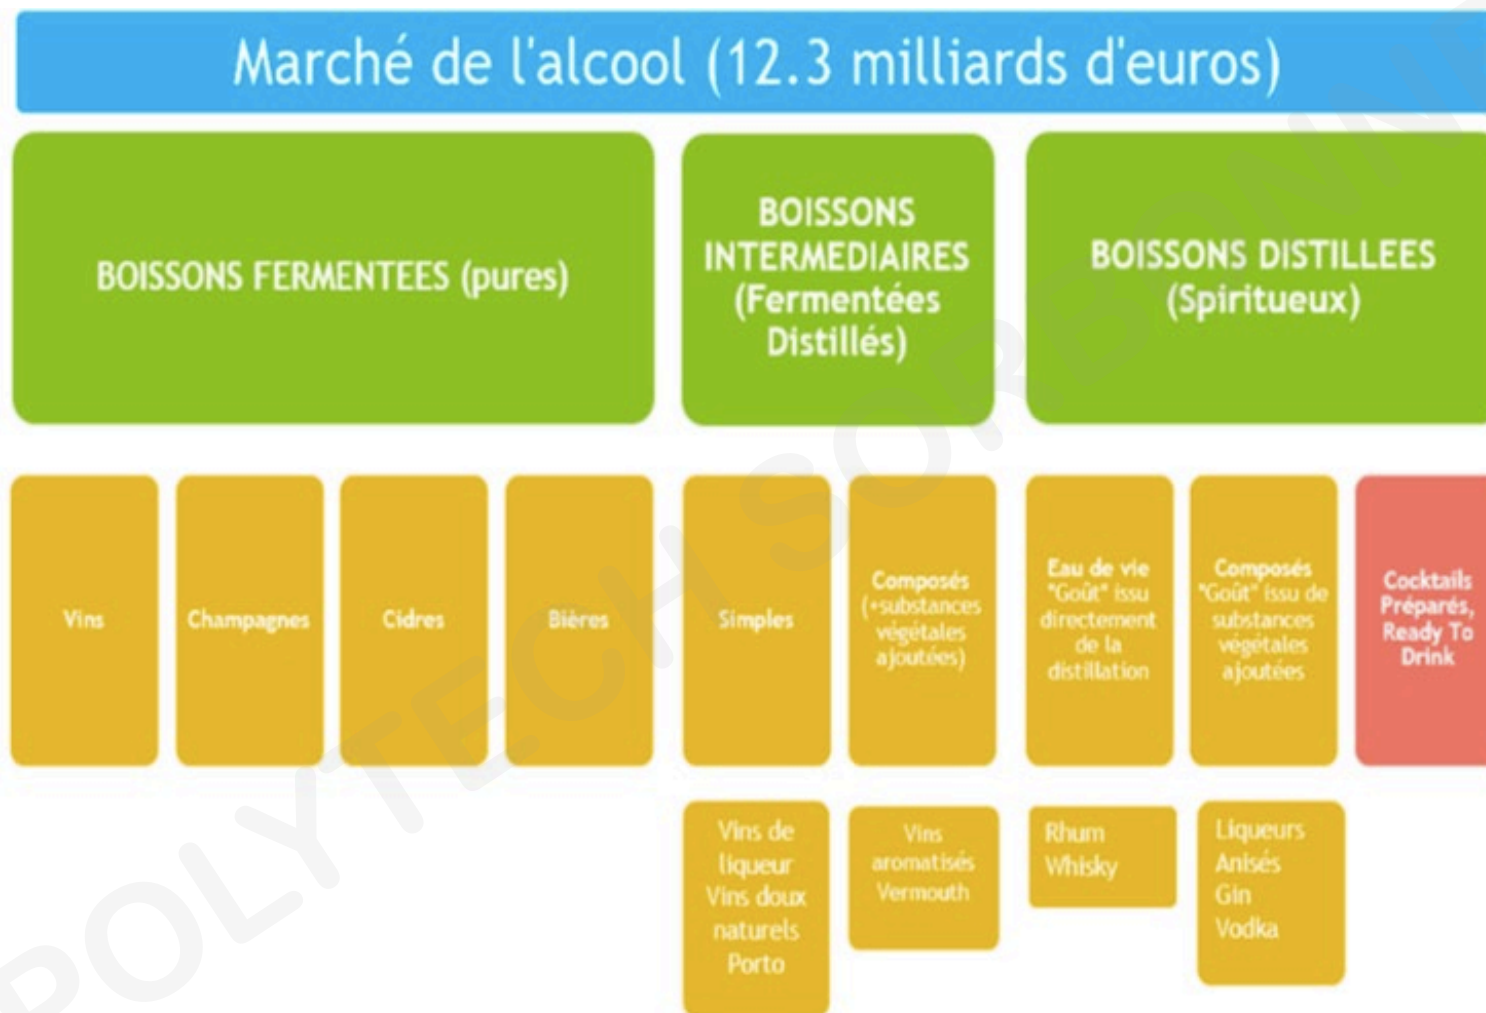 Marché de l'alcool (12.3 milliards d'euros)
BOISSONS FERMENTEES (pures)
BOISSONS
INTERMEDIAIRES
(Fermentées
Distillés)
BOISSONS DISTILLEES
(Spiritueux)
Vins
Champagnes
Cidres
Bières
Simples
Composés
(+substances
végétales
ajoutées)
Eau de vie
"Goût" issu
directement
de la
distillation
Composés
"Goût" issu de
substances
végétales
ajoutées
Cocktails
Préparés,
Ready To
Drink
Vins de
liqueur
Vins doux
naturels
Porto
Vins
aromatisés
Vermouth
Rhum
Whisky
Liqueurs
Anisés
Gin
Vodka
POLYTECH SORBONNE